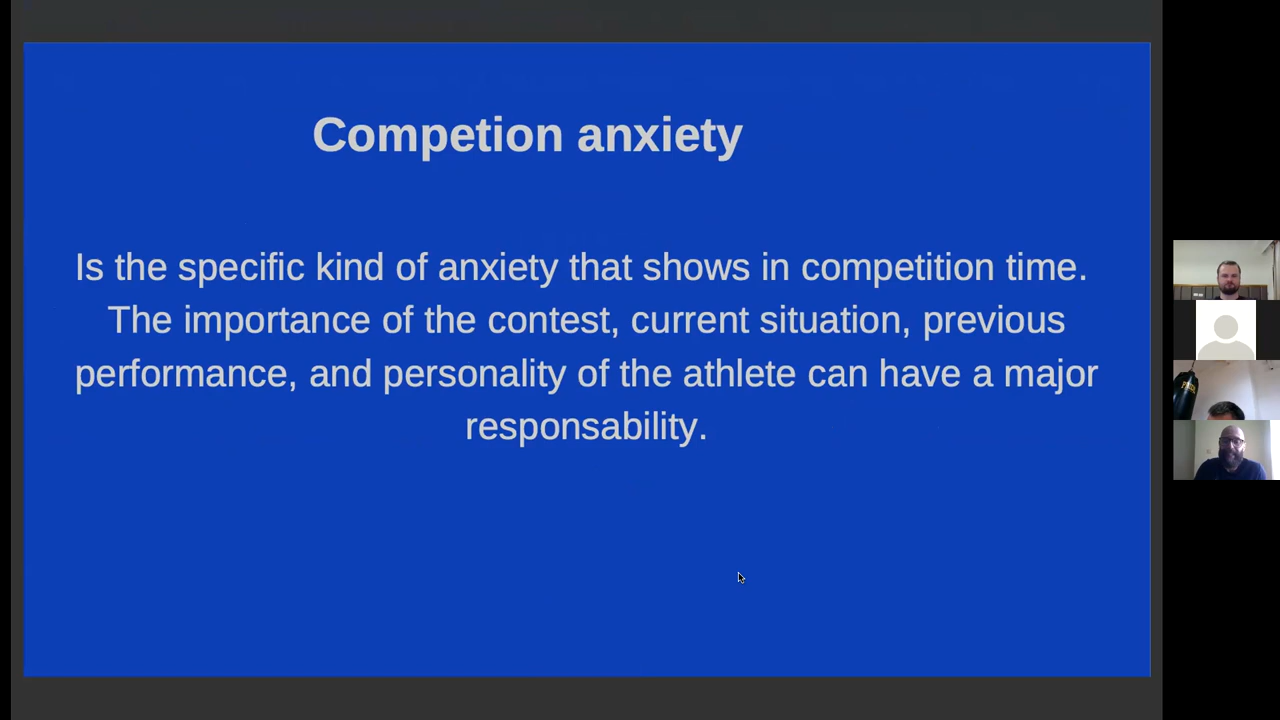 Competion anxiety
Is the specific kind of anxiety that shows in competition time.
The importance of the contest, current situation, previous
performance, and personality of the athlete can have a major
responsability.